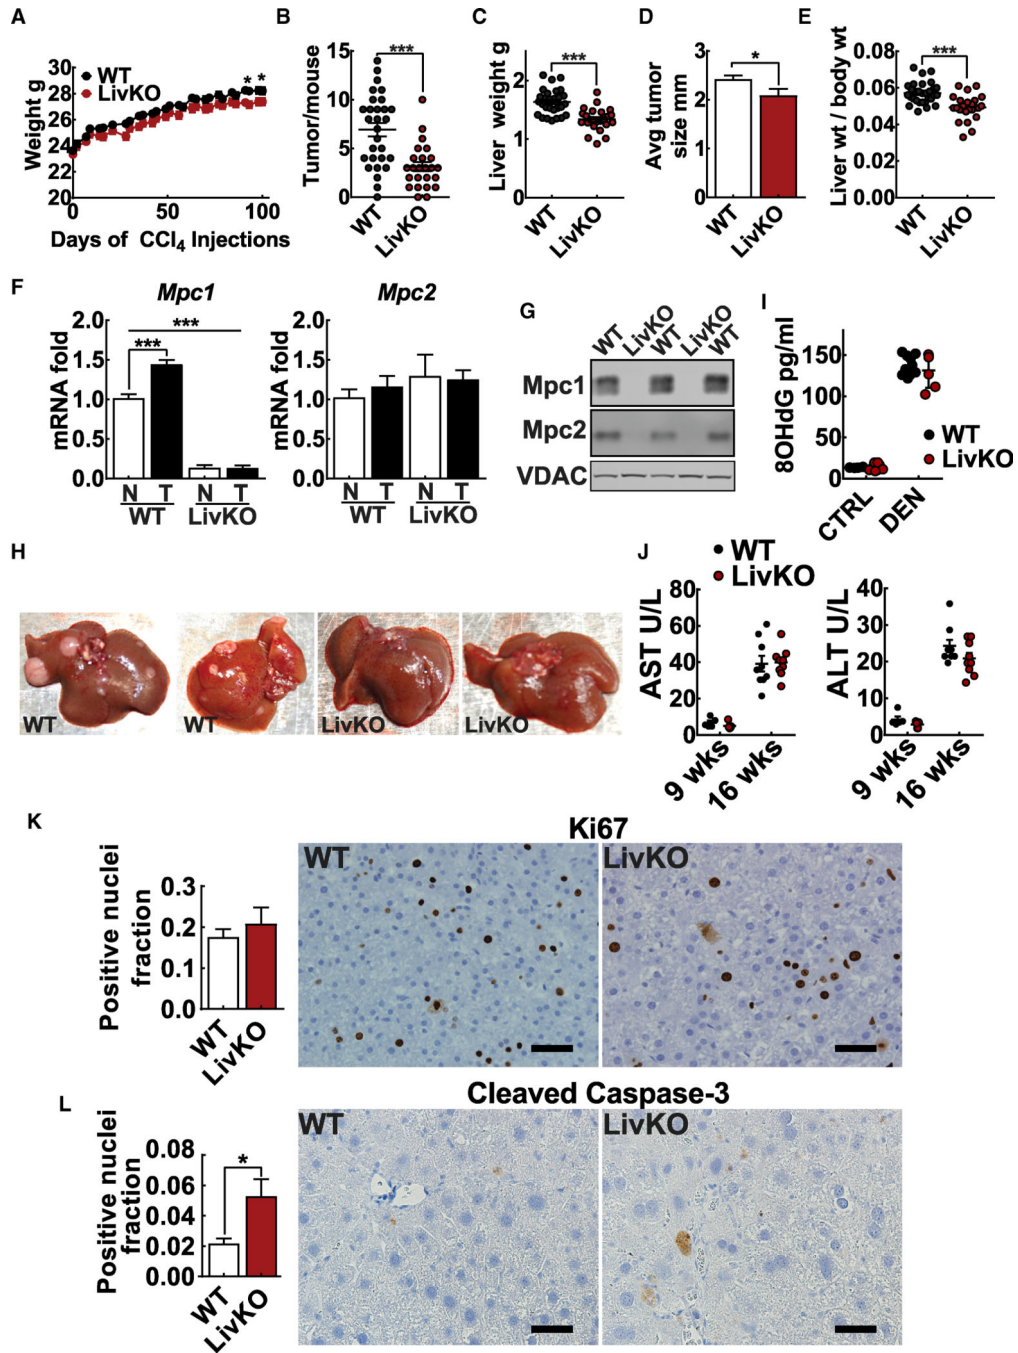 A
Weight g
30
28
26
24
22
20
WT
LivKO
* *
0
50
100
Days of CCl4 Injections
B
Tumor/mouse
15
10
5
0
***
WT
LivKO
C
Liver weight g
2
1
0
***
WT
LivKO
D
Avg tumor
size mm
3
2
1
0
*
WT
LivKO
E
Liver wt / body wt
0.08
0.06
0.04
0.02
0.00
***
WT
LivKO
F
Mpc1
mRNA fold
2.0
1.5
1.0
0.5
0.0
***
***
N T N T
WT LivKO
Mpc2
mRNA fold
2.0
1.5
1.0
0.5
0.0
N T N T
WT LivKO
G
WT LivKO WT LivKO WT
Mpc1
Mpc2
VDAC
I
8OHdG pg/ml
150
100
50
0
WT
LivKO
CTRL
DEN
H
WT
WT
LivKO
LivKO
J
WT
LivKO
AST U/L
80
60
40
20
0
9 wks
16 wks
ALT U/L
40
30
20
10
0
9 wks
16 wks
K
Positive nuclei
fraction
0.3
0.2
0.1
0.0
WT
LivKO
Ki67
WT
LivKO
L
Positive nuclei
fraction
0.08
0.06
0.04
0.02
0.00
*
WT
LivKO
Cleaved Caspase-3
WT
LivKO